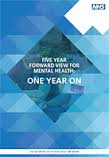 NHS
FIVE YEAR
FORWARD VIEW FOR
MENTAL HEALTH:
ONE YEAR ON